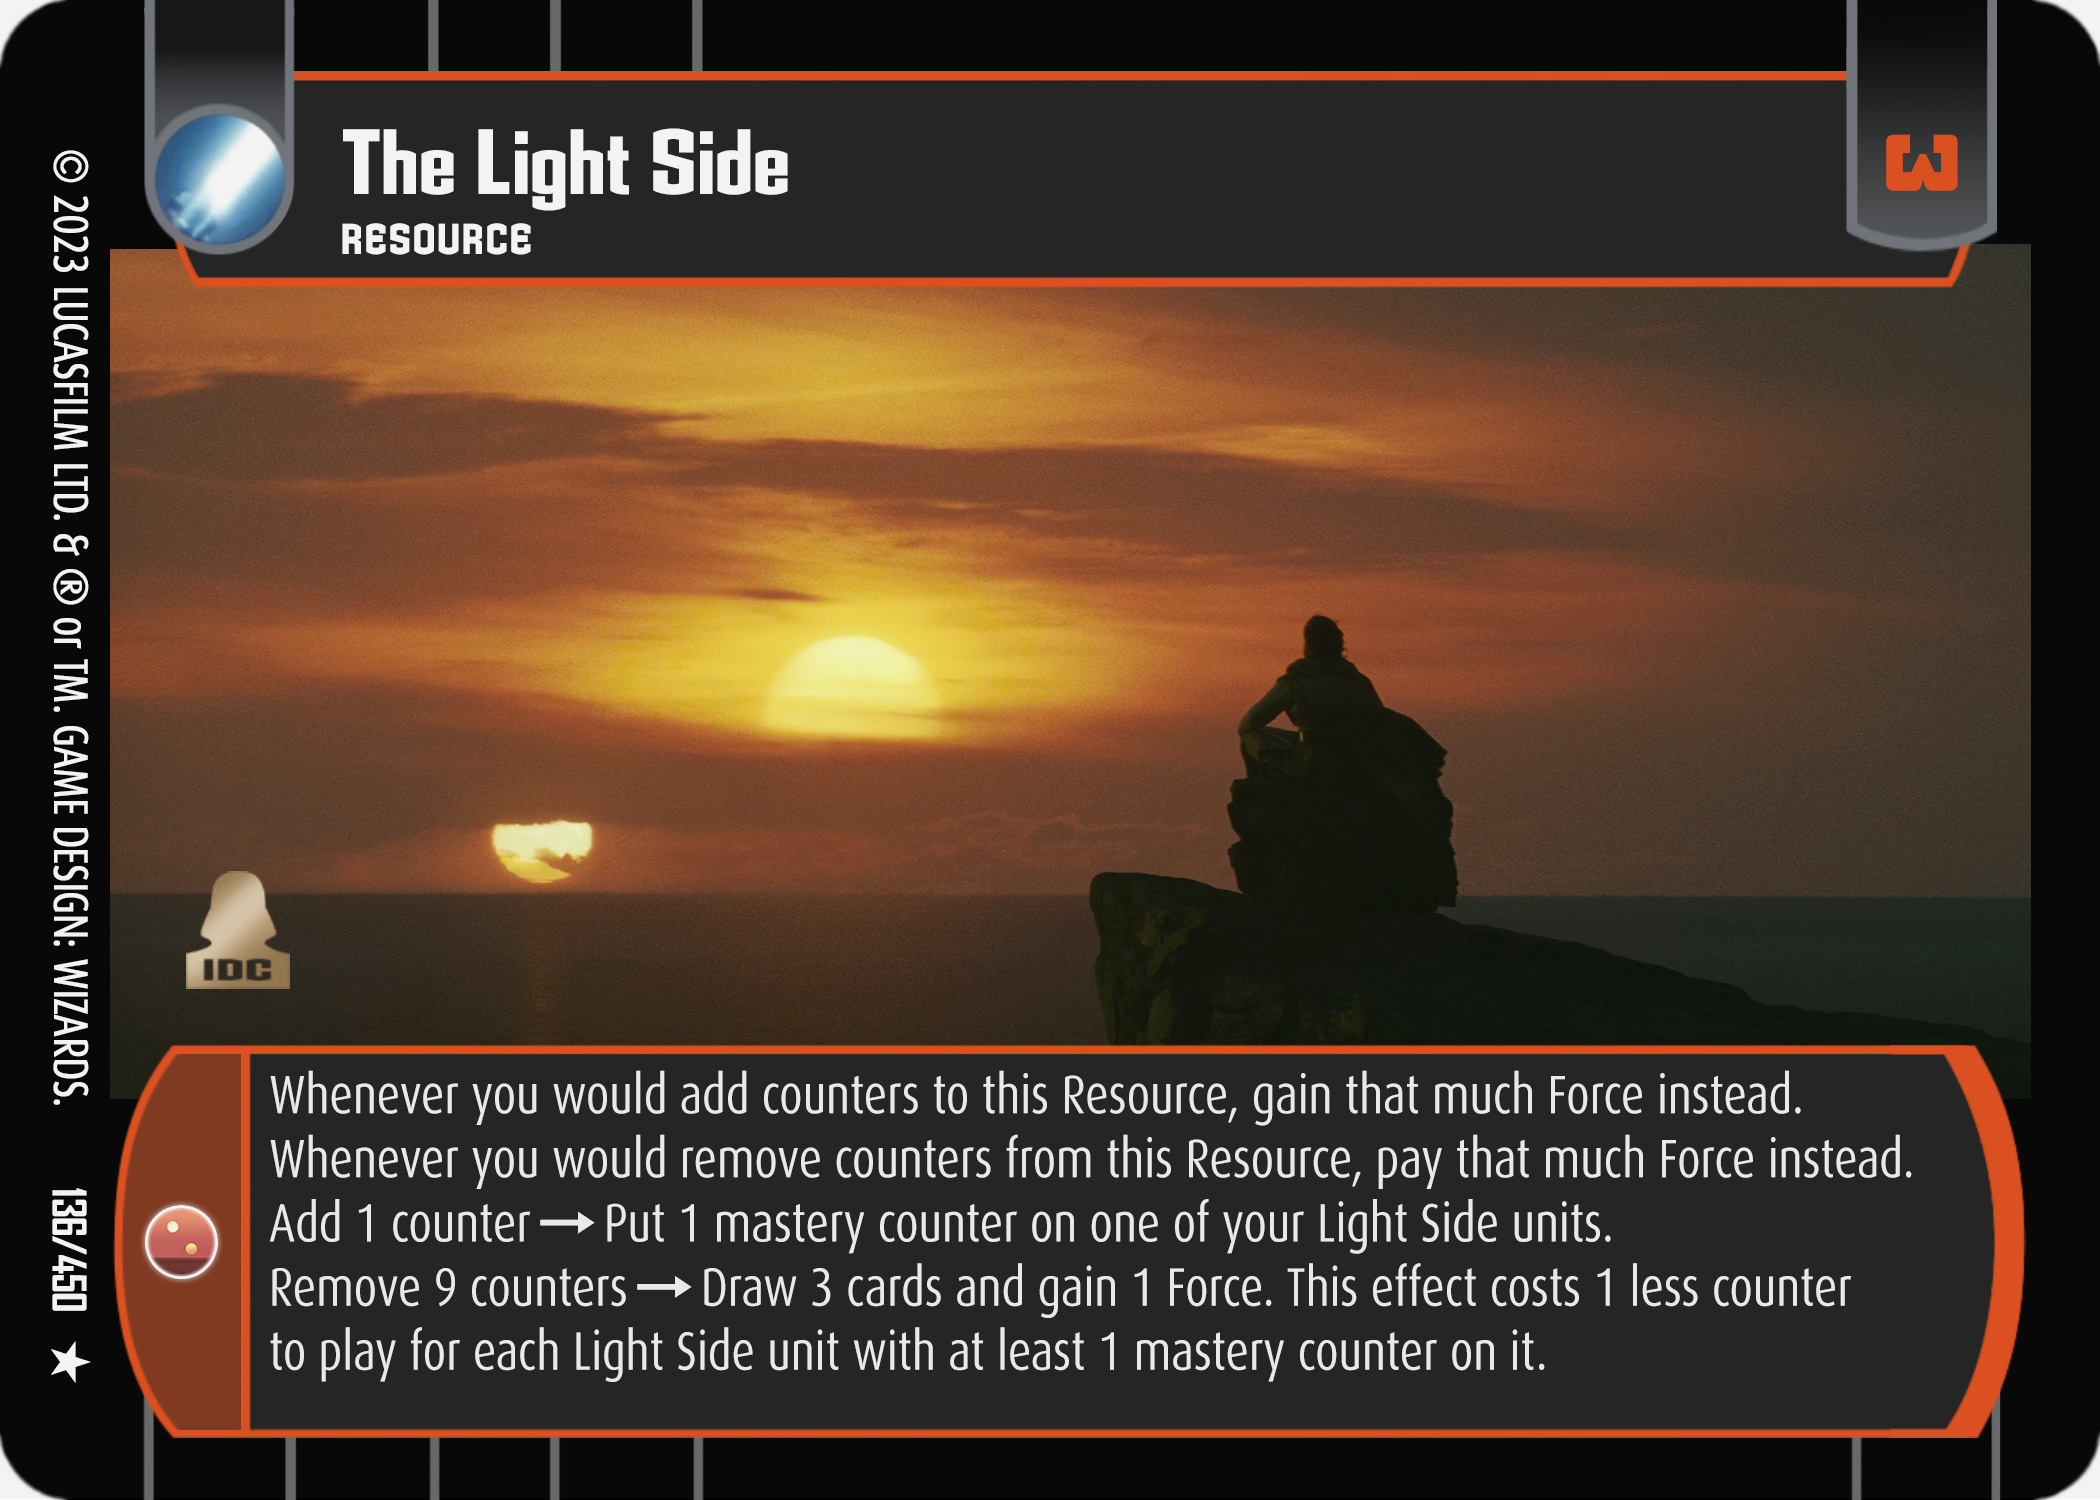 The Light Side
RESOURCE
3
IDC
Whenever you would add counters to this Resource, gain that much Force instead.
Whenever you would remove counters from this Resource, pay that much Force instead.
Add 1 counter → Put 1 mastery counter on one of your Light Side units.
Remove 9 counters → Draw 3 cards and gain 1 Force. This effect costs 1 less counter
to play for each Light Side unit with at least 1 mastery counter on it.
© 2023 LUCASFILM LTD. & ® or TM. GAME DESIGN: WIZARDS. 136/450 ★